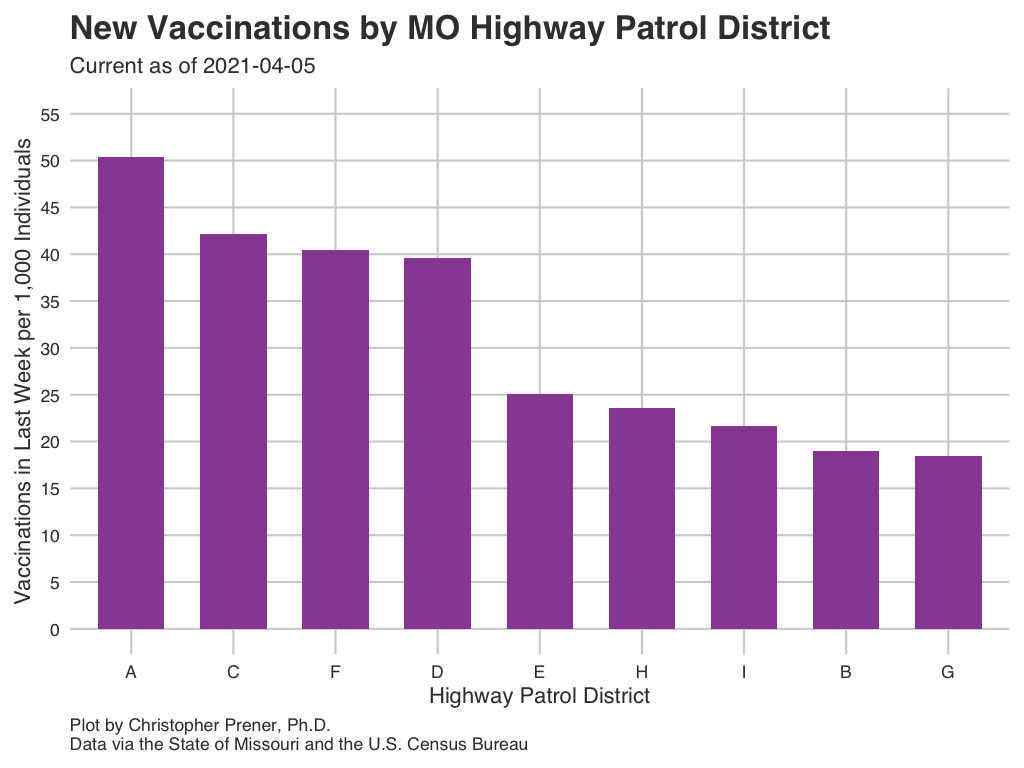 New Vaccinations by MO Highway Patrol District
Current as of 2021-04-05
Vaccinations in Last Week per 1,000 Individuals
55
50
45
40
35
30
25
20
15
10
5
0
A C F D E H I B G
Highway Patrol District
Plot by Christopher Prener, Ph.D.
Data via the State of Missouri and the U.S. Census Bureau